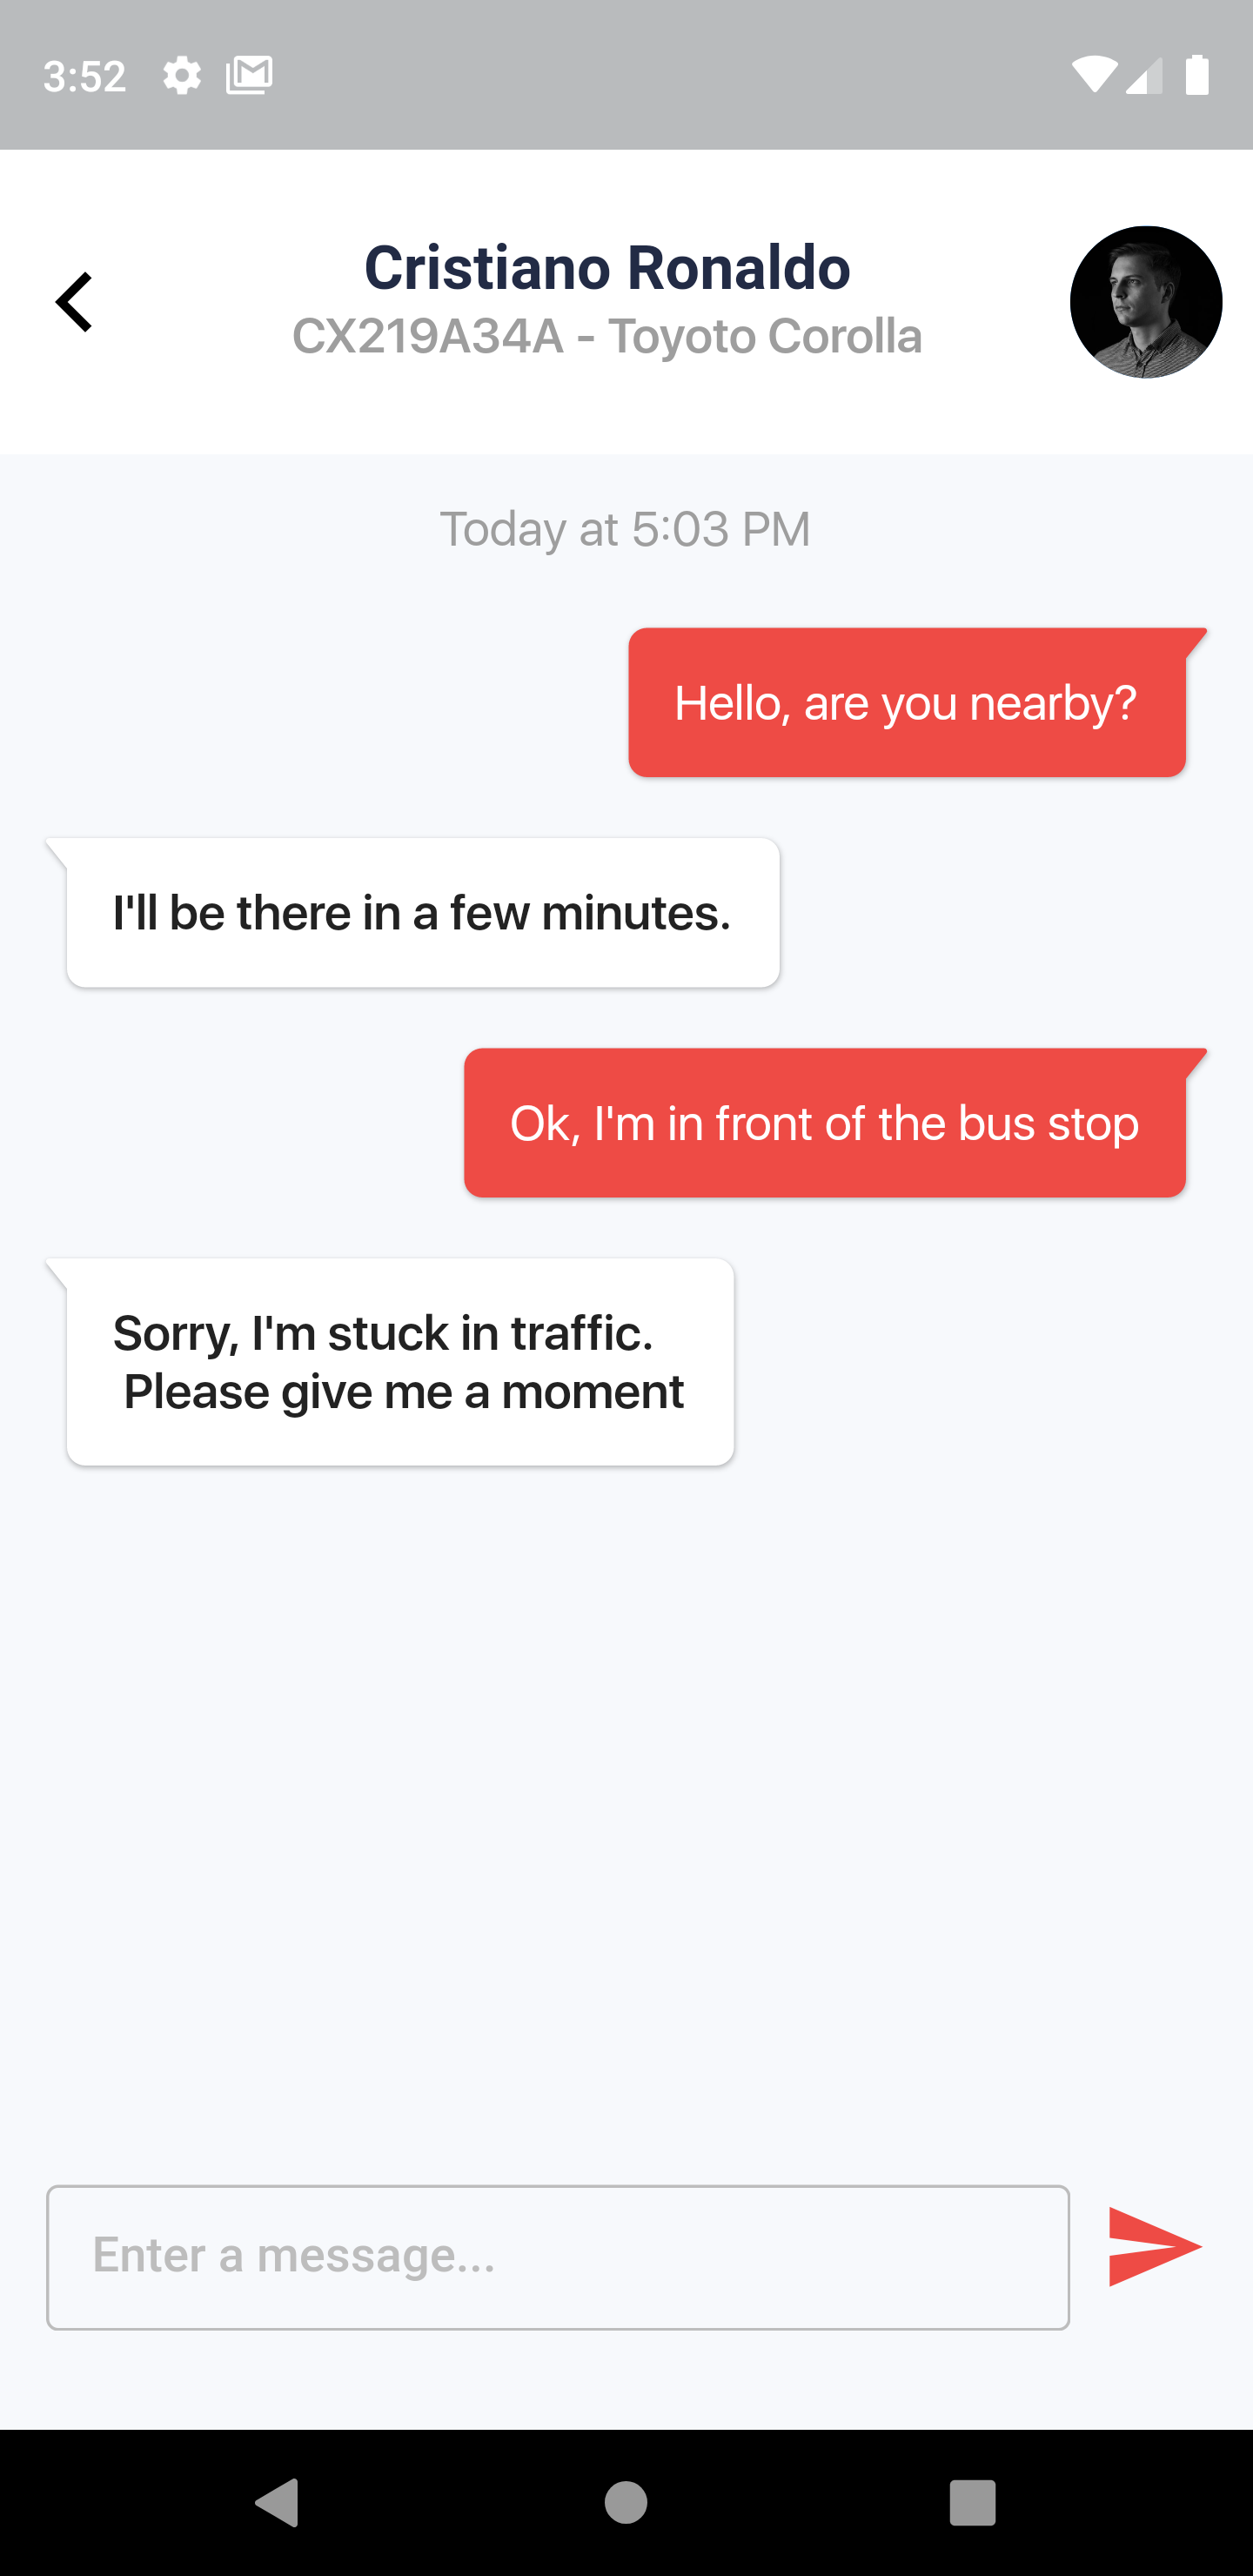 3:52
Cristiano Ronaldo
CX219A34A - Toyoto Corolla
Today at 5:03 PM
Hello, are you nearby?
I'll be there in a few minutes.
Ok, I'm in front of the bus stop
Sorry, I'm stuck in traffic.
Please give me a moment
Enter a message...